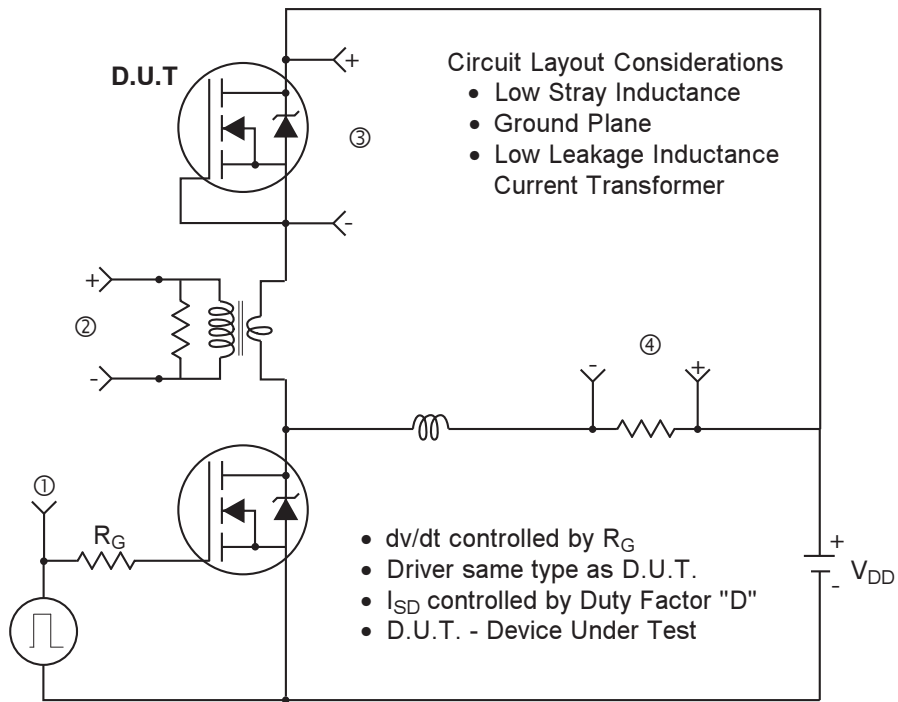 D.U.T
+
Circuit Layout Considerations
• Low Stray Inductance
• Ground Plane
• Low Leakage Inductance
Current Transformer
③
-
+
②
-
④
-
+
①
R_G
• dv/dt controlled by R_G
• Driver same type as D.U.T.
• I_SD controlled by Duty Factor "D"
• D.U.T. - Device Under Test
+
V_DD
-